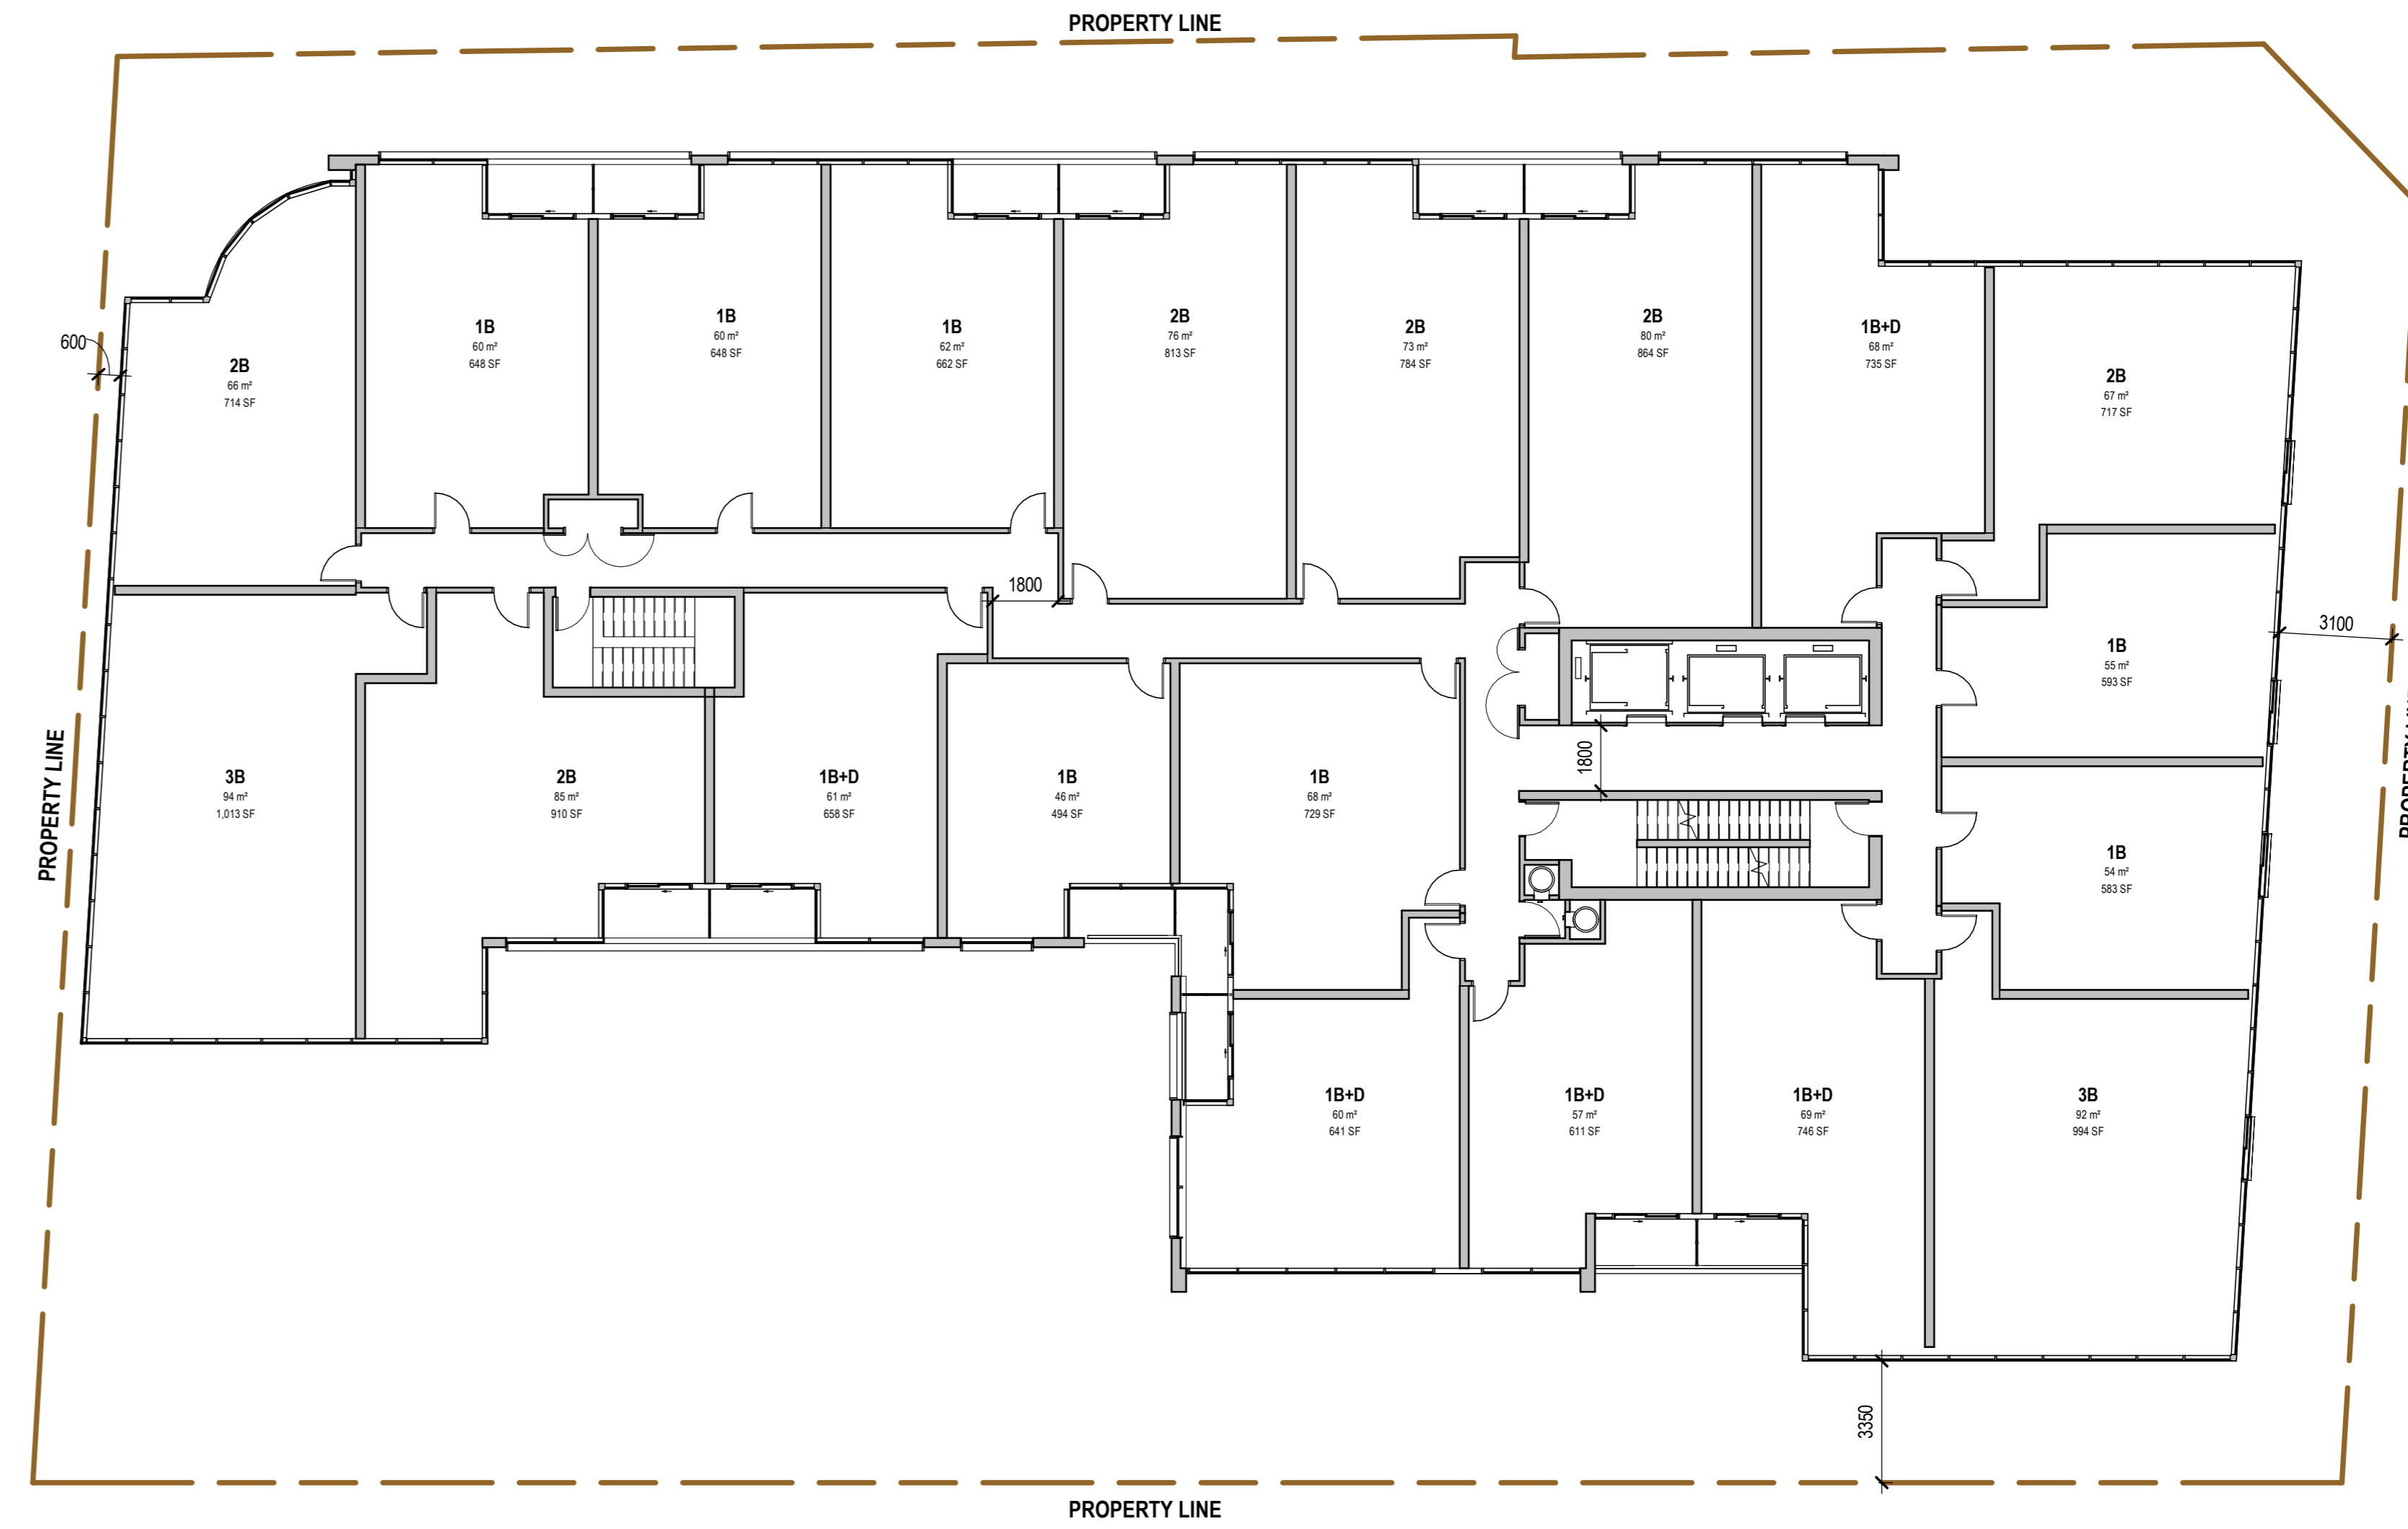 PROPERTY LINE
1B
60 m²
648 SF
1B
60 m²
648 SF
1B
62 m²
662 SF
2B
76 m²
813 SF
2B
73 m²
784 SF
2B
80 m²
864 SF
1B+D
68 m²
735 SF
600
2B
66 m²
714 SF
2B
67 m²
717 SF
1800
3100
1B
55 m²
593 SF
PROPERTY LINE
3B
94 m²
1,013 SF
2B
85 m²
910 SF
1B+D
61 m²
658 SF
1B
46 m²
494 SF
1B
68 m²
729 SF
1800
PROPERTY LINE
1B
54 m²
583 SF
1B+D
60 m²
641 SF
1B+D
57 m²
611 SF
1B+D
69 m²
746 SF
3B
92 m²
994 SF
3350
PROPERTY LINE